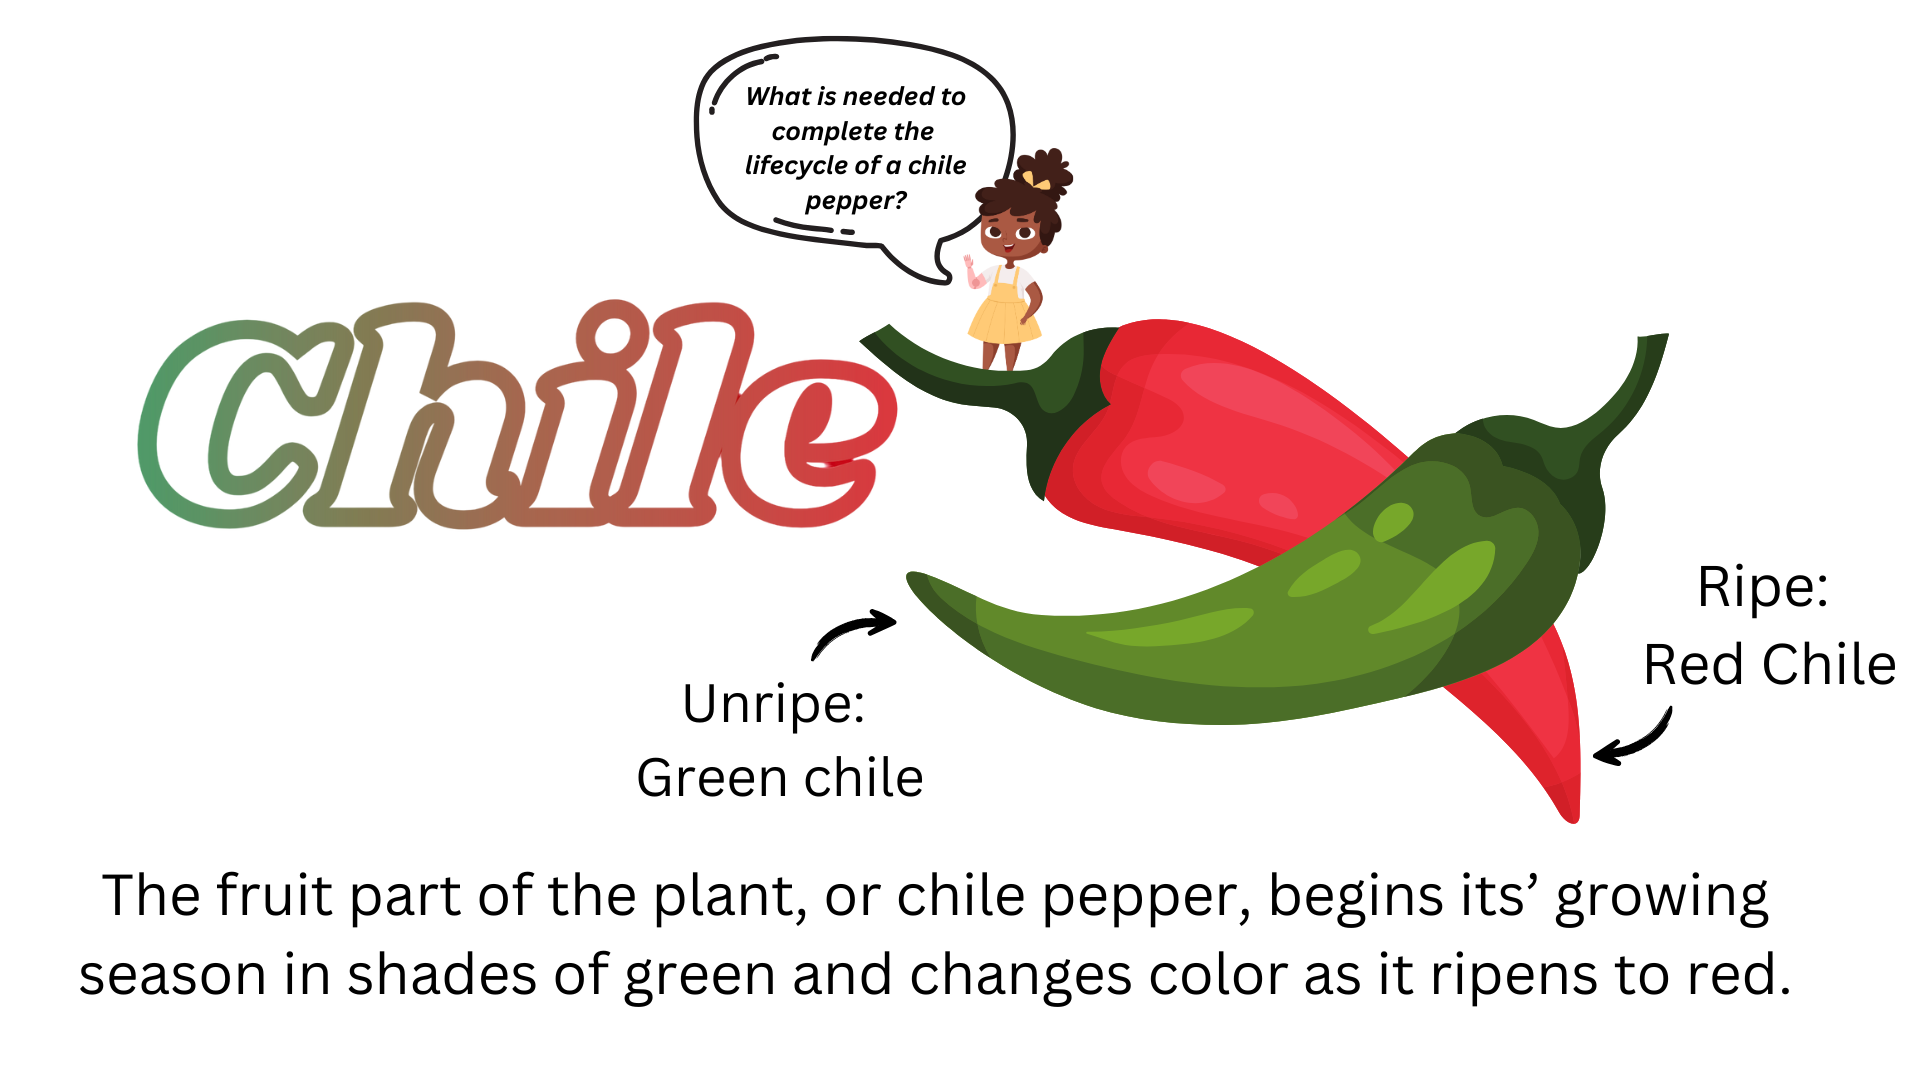 What is needed to
complete the
lifecycle of a chile
pepper?
Chile
Unripe:
Green chile
Ripe:
Red Chile
The fruit part of the plant, or chile pepper, begins its’ growing
season in shades of green and changes color as it ripens to red.